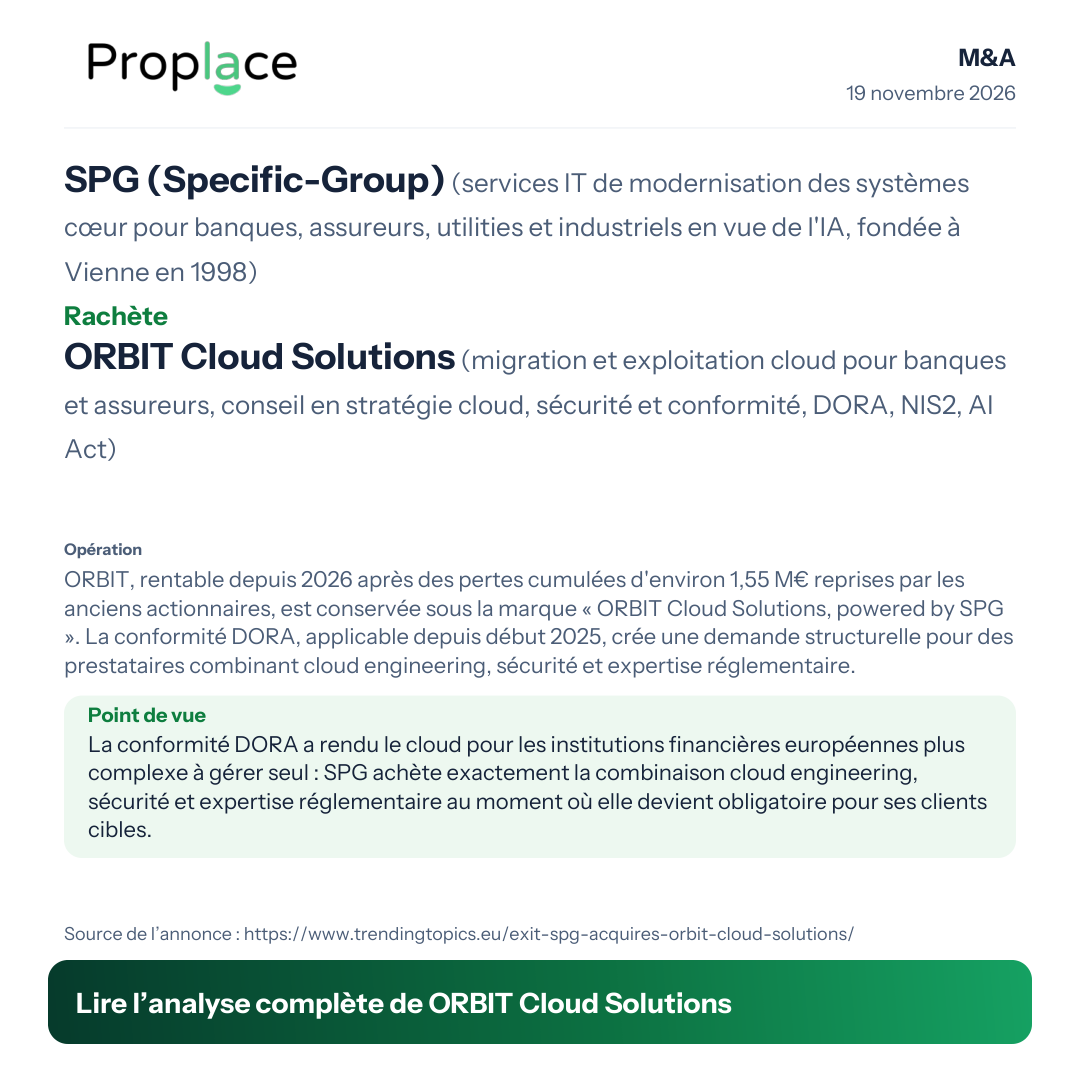 Proplace
M&A
19 novembre 2026
SPG (Specific-Group) (services IT de modernisation des systèmes
cœur pour banques, assureurs, utilities et industriels en vue de l'IA, fondée à
Vienne en 1998)
Rachète
ORBIT Cloud Solutions (migration et exploitation cloud pour banques
et assureurs, conseil en stratégie cloud, sécurité et conformité, DORA, NIS2, AI
Act)
Opération
ORBIT, rentable depuis 2026 après des pertes cumulées d'environ 1,55 M€ reprises par les
anciens actionnaires, est conservée sous la marque « ORBIT Cloud Solutions, powered by SPG
». La conformité DORA, applicable depuis début 2025, crée une demande structurelle pour des
prestataires combinant cloud engineering, sécurité et expertise réglementaire.
Point de vue
La conformité DORA a rendu le cloud pour les institutions financières européennes plus
complexe à gérer seul : SPG achète exactement la combinaison cloud engineering,
sécurité et expertise réglementaire au moment où elle devient obligatoire pour ses clients
cibles.
Source de l’annonce : https://www.trendingtopics.eu/exit-spg-acquires-orbit-cloud-solutions/
Lire l’analyse complète de ORBIT Cloud Solutions